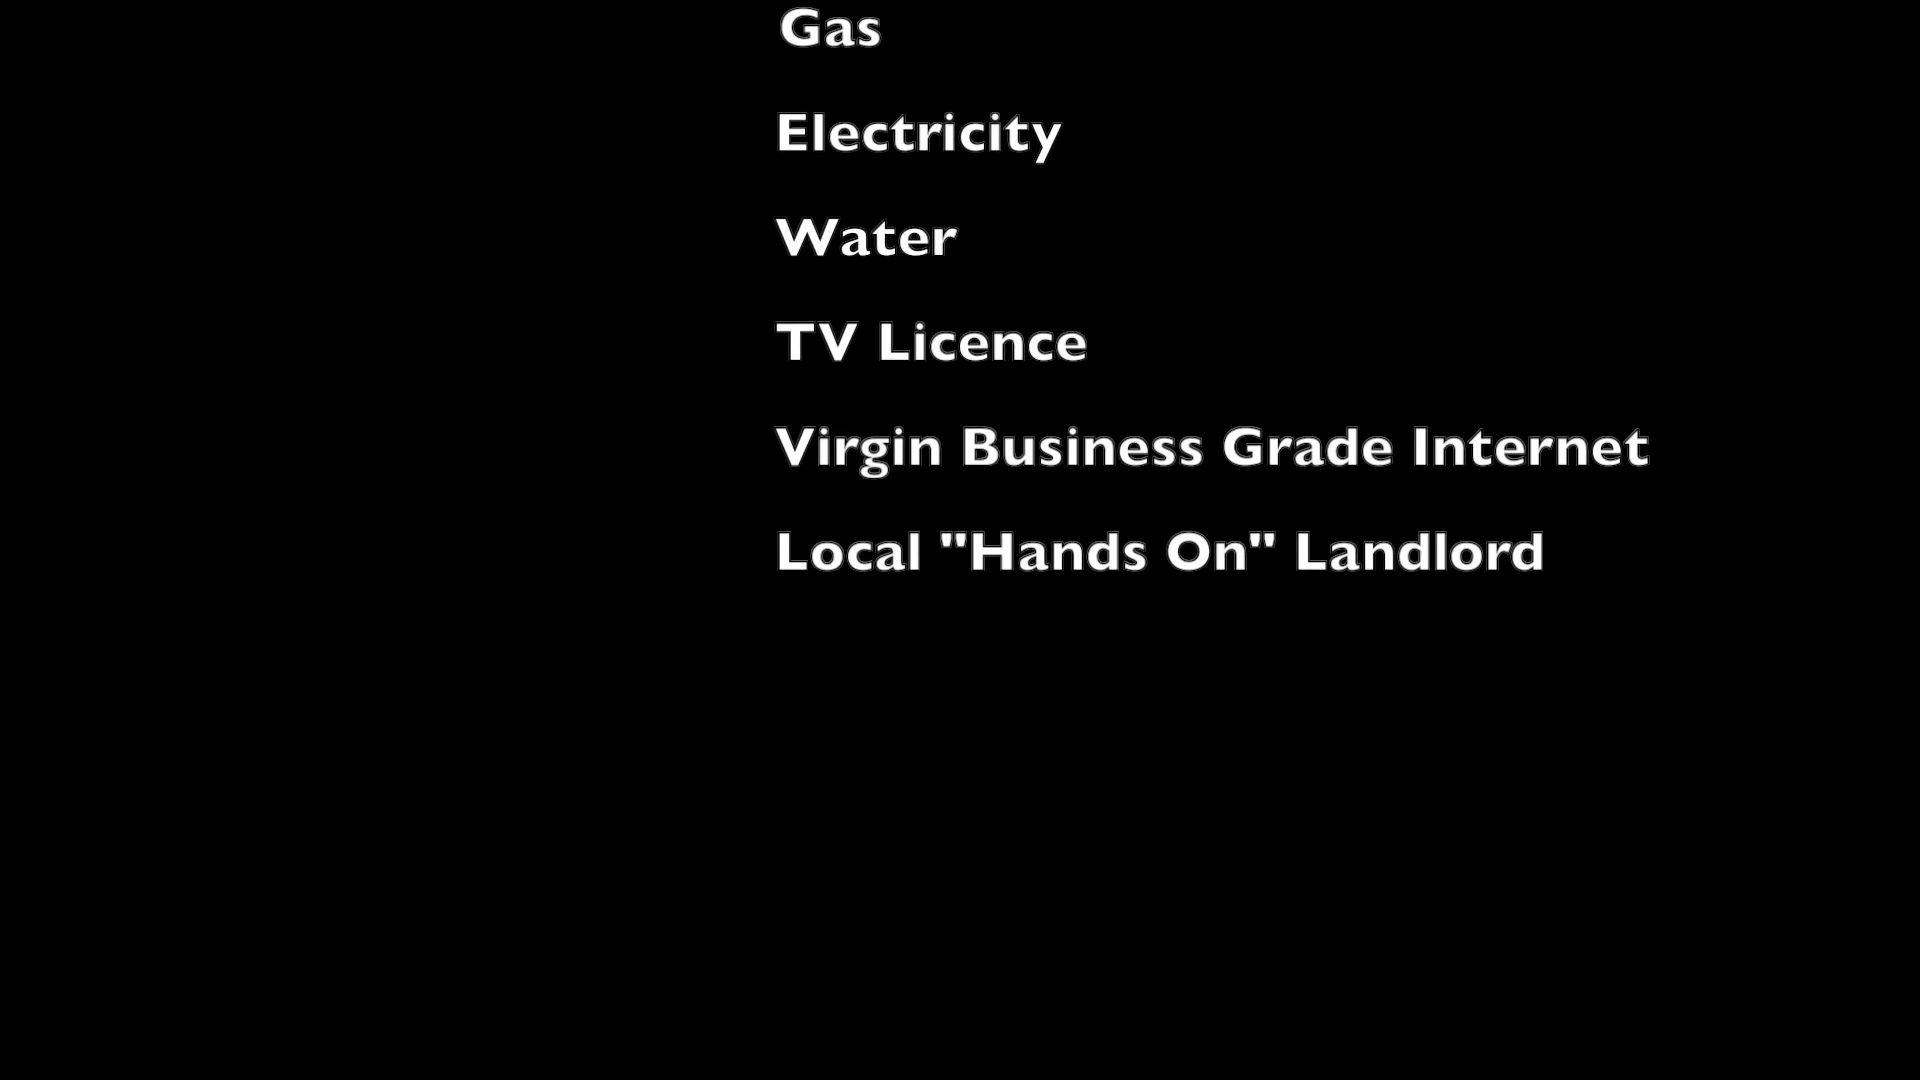 Gas
Electricity
Water
TV Licence
Virgin Business Grade Internet
Local "Hands On" Landlord